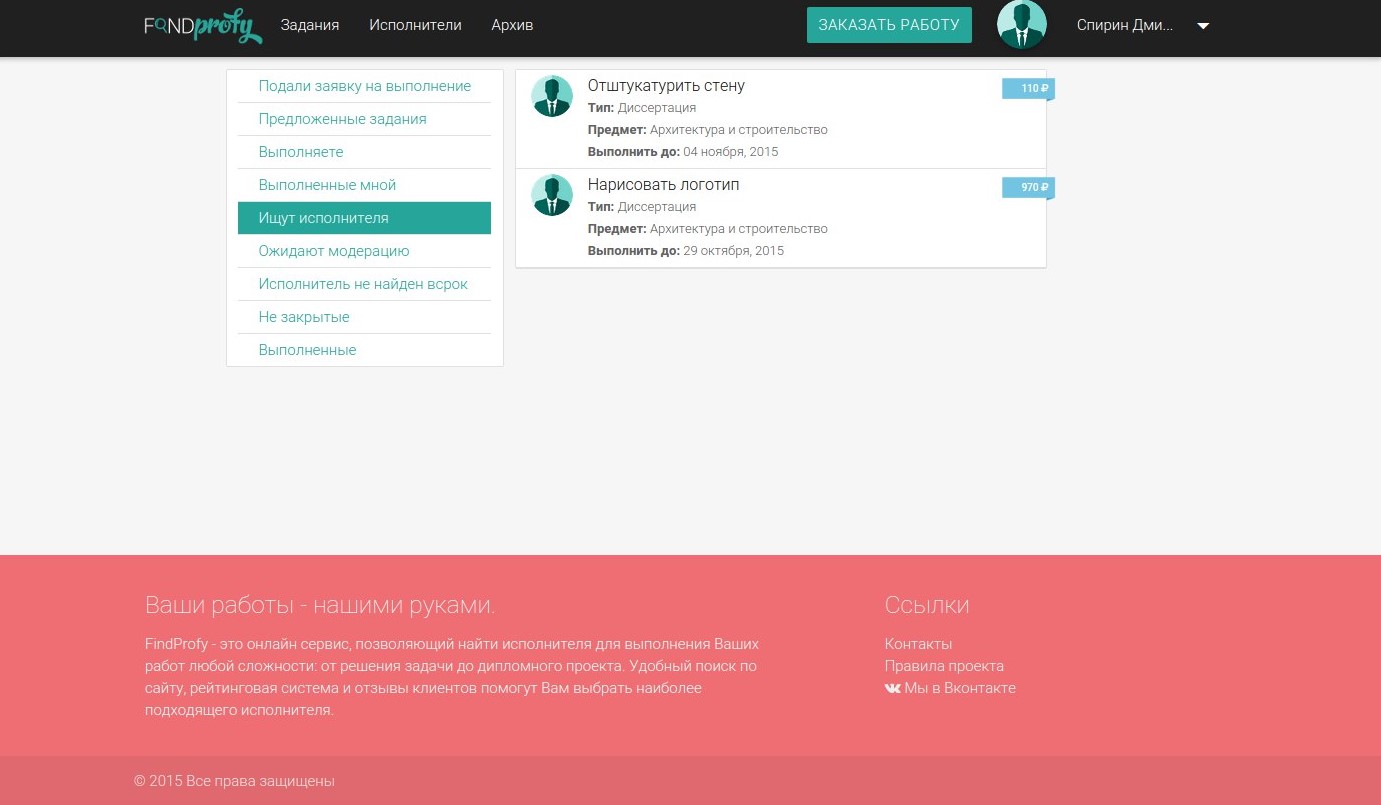 FINDprofy
Задания
Исполнители
Архив
ЗАКАЗАТЬ РАБОТУ
Спирин Дми...
Подали заявку на выполнение
Предложенные задания
Выполняете
Выполненные мной
Ищут исполнителя
Ожидают модерацию
Исполнитель не найден всрок
Не закрытые
Выполненные
Отштукатурить стену
110 ₽
Тип: Диссертация
Предмет: Архитектура и строительство
Выполнить до: 04 ноября, 2015
Нарисовать логотип
970 ₽
Тип: Диссертация
Предмет: Архитектура и строительство
Выполнить до: 29 октября, 2015
Ваши работы - нашими руками.
FindProfy - это онлайн сервис, позволяющий найти исполнителя для выполнения Ваших
работ любой сложности: от решения задачи до дипломного проекта. Удобный поиск по
сайту, рейтинговая система и отзывы клиентов помогут Вам выбрать наиболее
подходящего исполнителя.
Ссылки
Контакты
Правила проекта
Мы в Вконтакте
© 2015 Все права защищены